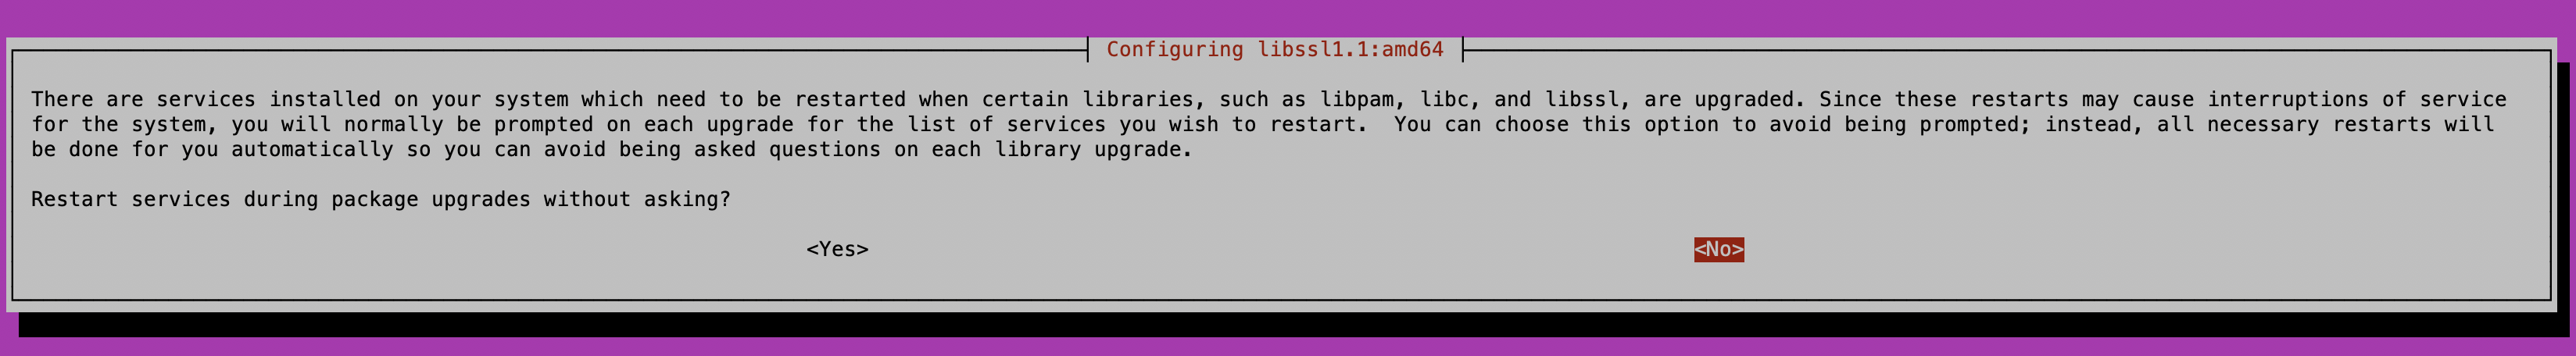 Configuring libssl1.1:amd64
There are services installed on your system which need to be restarted when certain libraries, such as libpam, libc, and libssl, are upgraded. Since these restarts may cause interruptions of service
for the system, you will normally be prompted on each upgrade for the list of services you wish to restart.  You can choose this option to avoid being prompted; instead, all necessary restarts will
be done for you automatically so you can avoid being asked questions on each library upgrade.
Restart services during package upgrades without asking?
<Yes> <No>